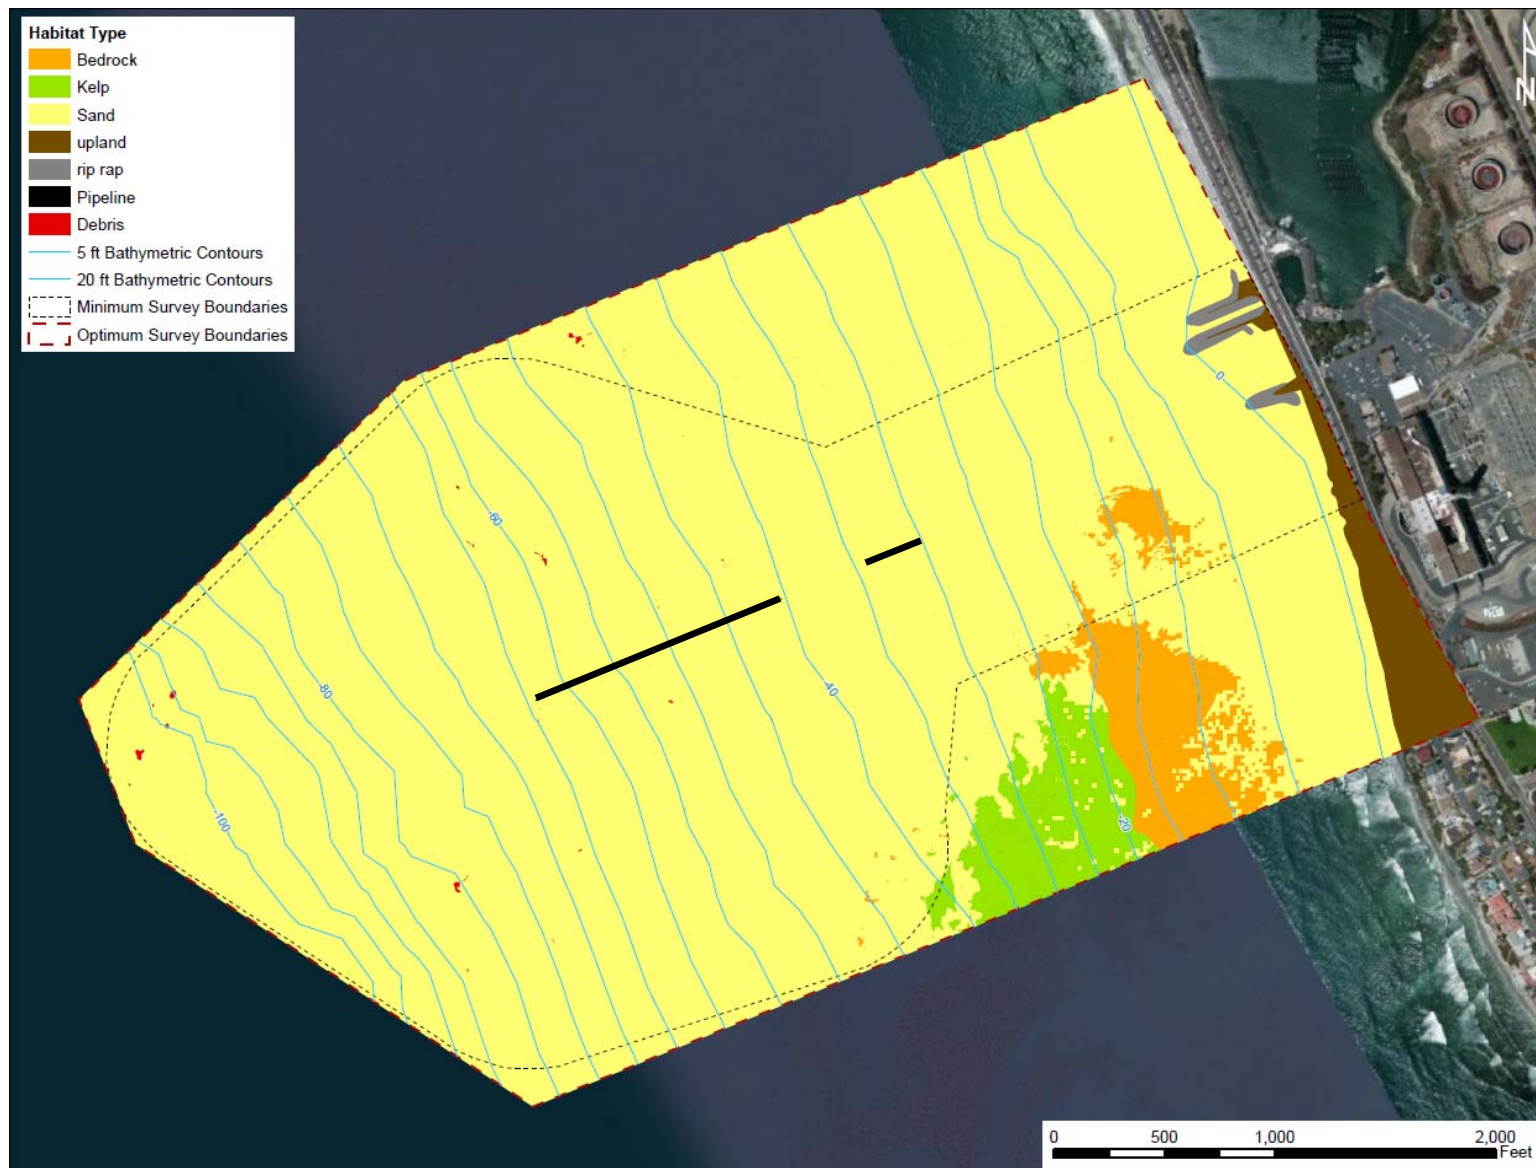 Habitat Type
Bedrock
Kelp
Sand
upland
rip rap
Pipeline
Debris
5 ft Bathymetric Contours
20 ft Bathymetric Contours
Minimum Survey Boundaries
Optimum Survey Boundaries
N
0
-60
-80
-40
-100
-20
0 500 1,000 2,000
Feet